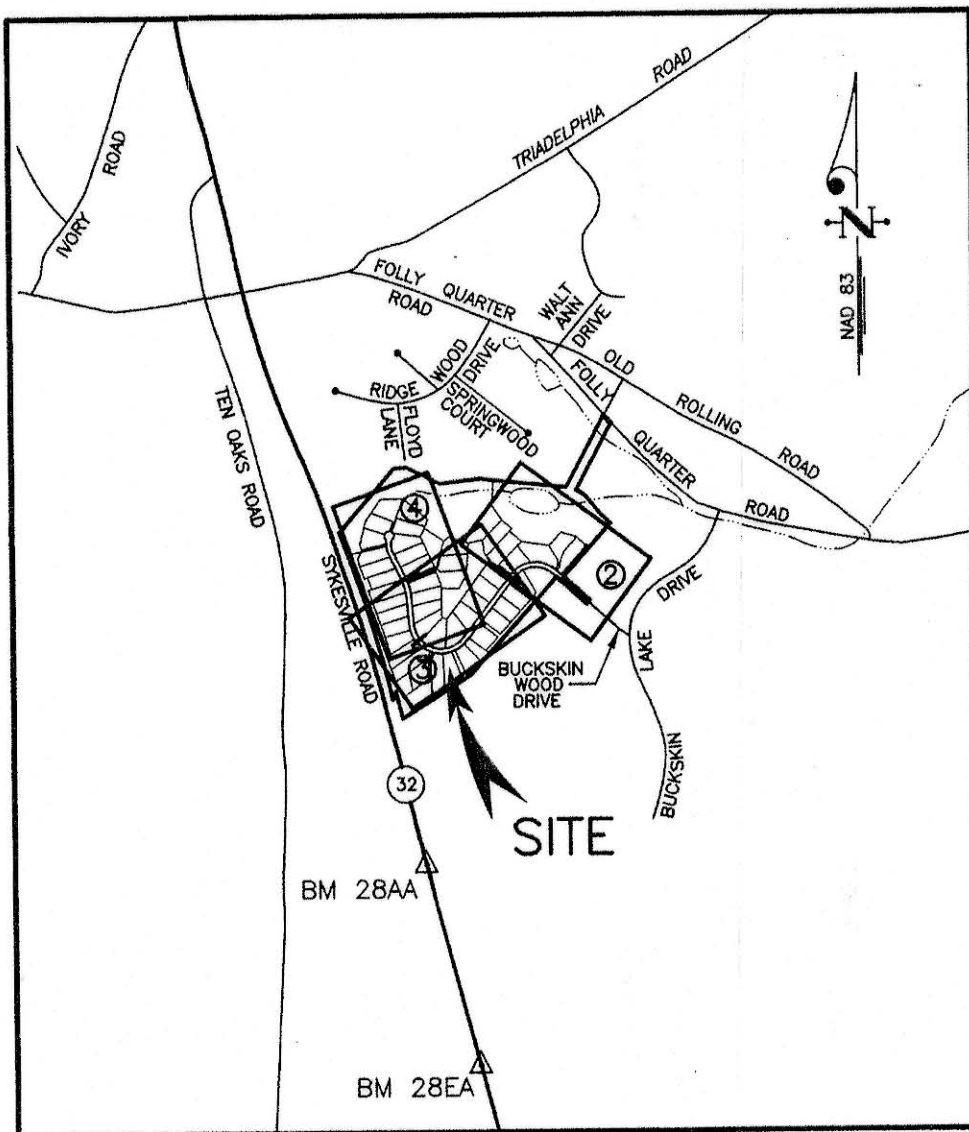 TRIADELPHIA ROAD
IVORY ROAD
N
NAD 83
FOLLY QUARTER
ROAD
WALT ANN
DRIVE
RIDGE WOOD
DRIVE
FLOYD
LANE
SPRINGWOOD
COURT
OLD ROLLING ROAD
FOLLY QUARTER ROAD
TEN OAKS ROAD
SYKESVILLE ROAD
4
2
3
BUCKSKIN
WOOD
DRIVE
BUCKSKIN LAKE DRIVE
32
SITE
BM 28AA
BM 28EA